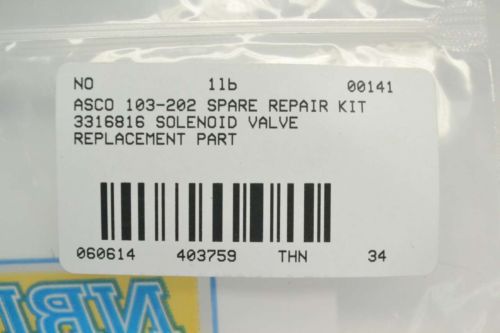 NO 1lb 00141
ASCO 103-202 SPARE REPAIR KIT
3316816 SOLENOID VALVE
REPLACEMENT PART
060614 403759 THN 34